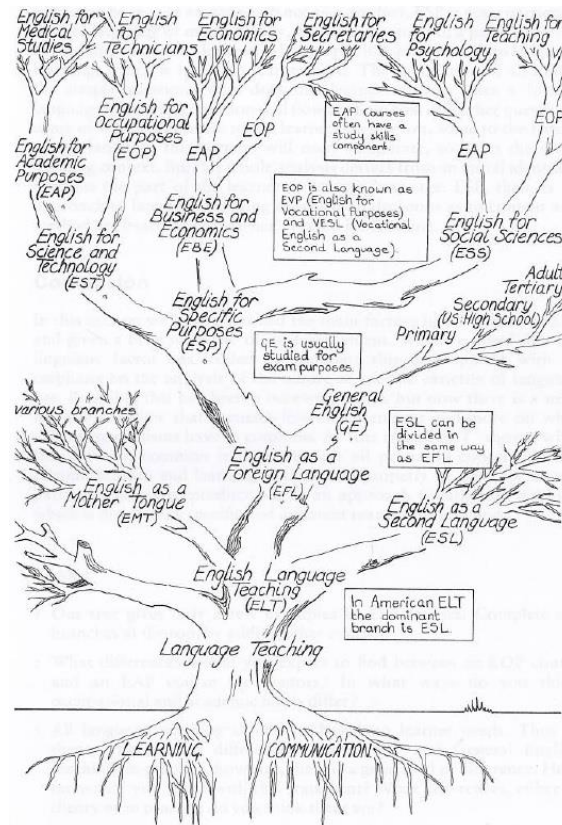 English for
Medical
Studies
English
for
Technicians
English for
Economics
English for
Secretaries
English for
Psychology
English for
Teaching
English for
Occupational
Purposes
(EOP)
EAP
EOP
EAP Courses
often have a
study skills
component.
EAP
EOP
English for
Academic
Purposes
(EAP)
EOP is also known as
EVP (English for
Vocational Purposes)
and VESL (Vocational
English as a
Second Language).
English for
Science and
Technology
(EST)
English for
Business and
Economics
(EBE)
English for
Social Sciences
(ESS)
English for
Specific
Purposes
(ESP)
GE is usually
studied for
exam purposes.
Primary
Secondary
(US High School)
Adult
Tertiary
General
English
(GE)
various branches
ESL can be
divided in
the same way
as EFL.
English as a
Mother Tongue
(EMT)
English as a
Foreign Language
(EFL)
English as a
Second Language
(ESL)
English Language
Teaching
(ELT)
In American ELT
the dominant
branch is ESL.
Language Teaching
LEARNING
COMMUNICATION